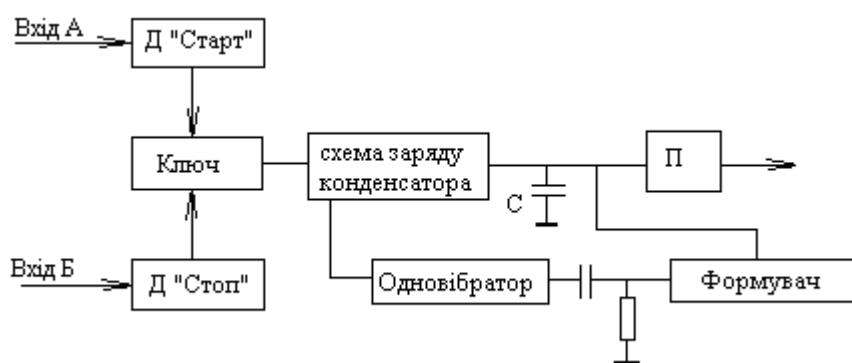 Вхід А
Д "Старт"
Ключ
схема заряду
конденсатора
П
С
Вхід Б
Д "Стоп"
Одновібратор
Формувач